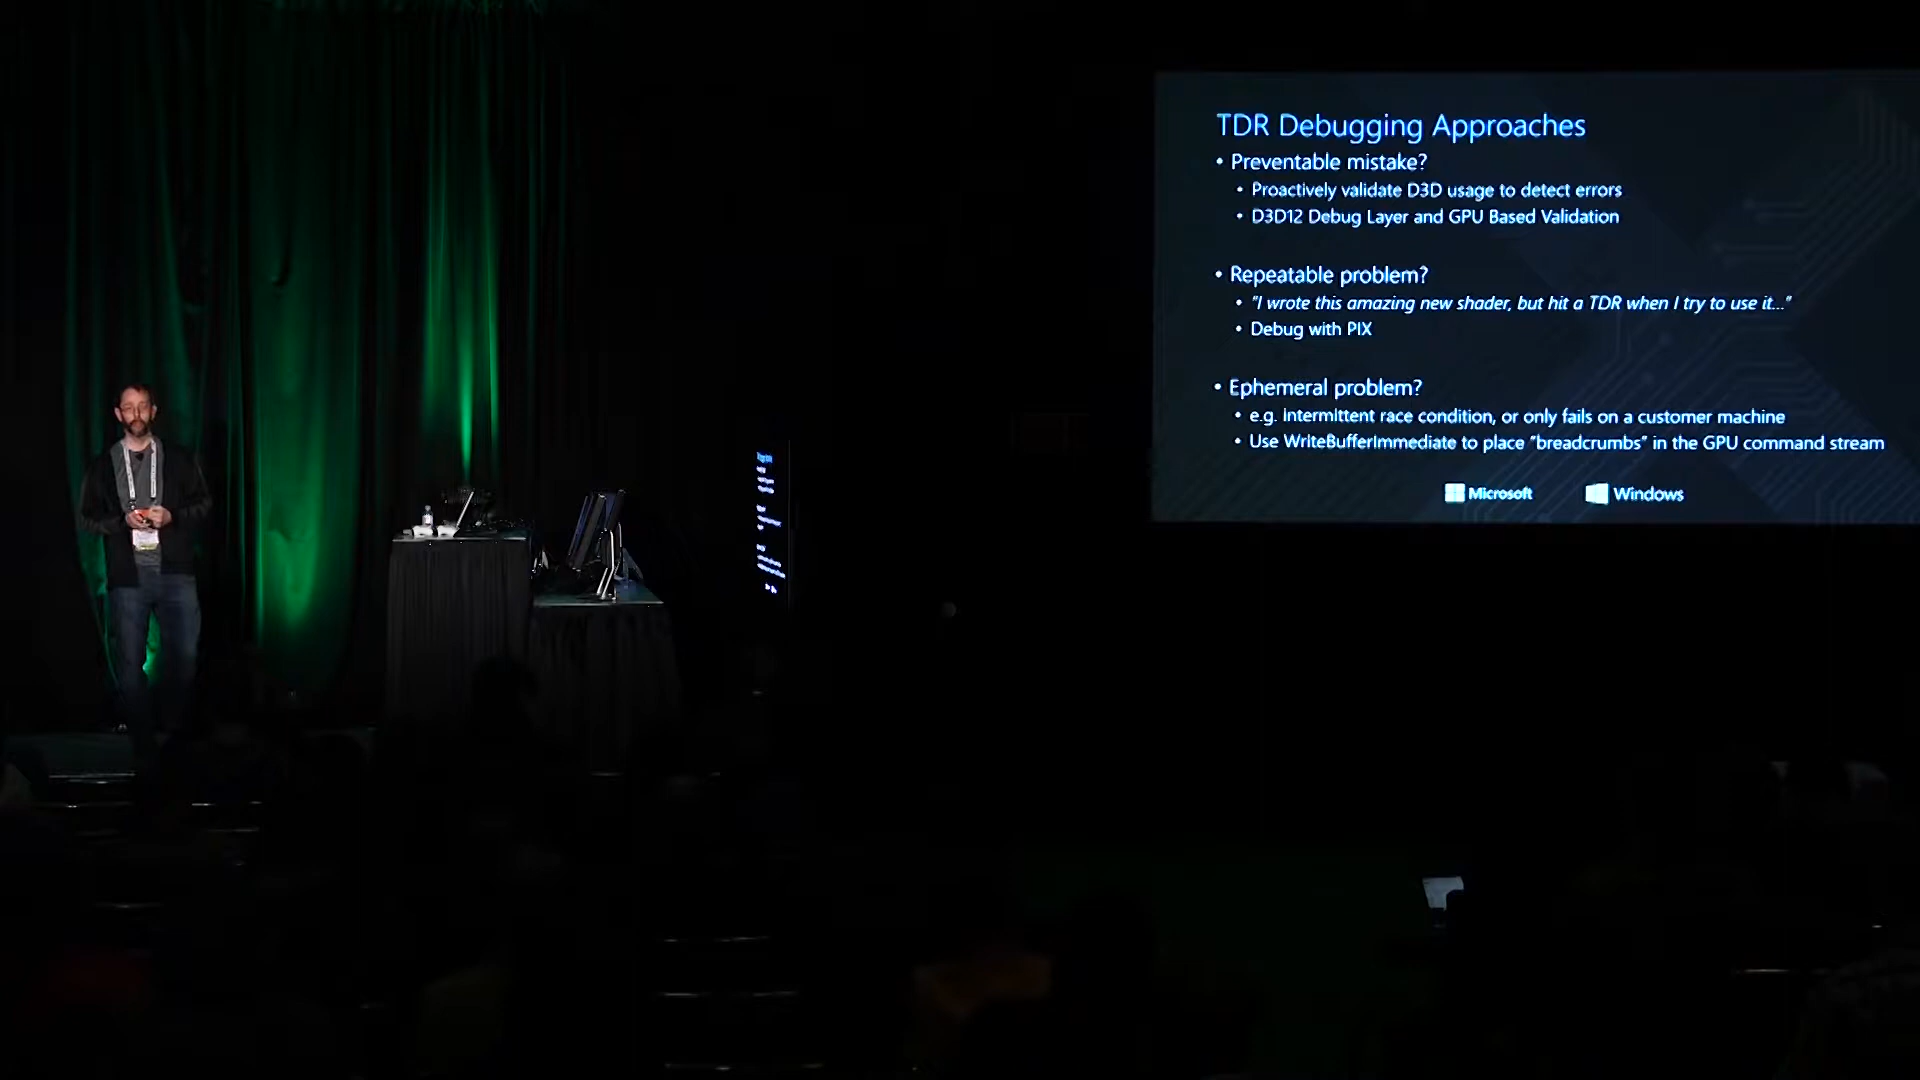 TDR Debugging Approaches
• Preventable mistake?
• Proactively validate D3D usage to detect errors
• D3D12 Debug Layer and GPU Based Validation
• Repeatable problem?
• "I wrote this amazing new shader, but hit a TDR when I try to use it..."
• Debug with PIX
• Ephemeral problem?
• e.g. intermittent race condition, or only fails on a customer machine
• Use WriteBufferImmediate to place "breadcrumbs" in the GPU command stream
Microsoft Windows